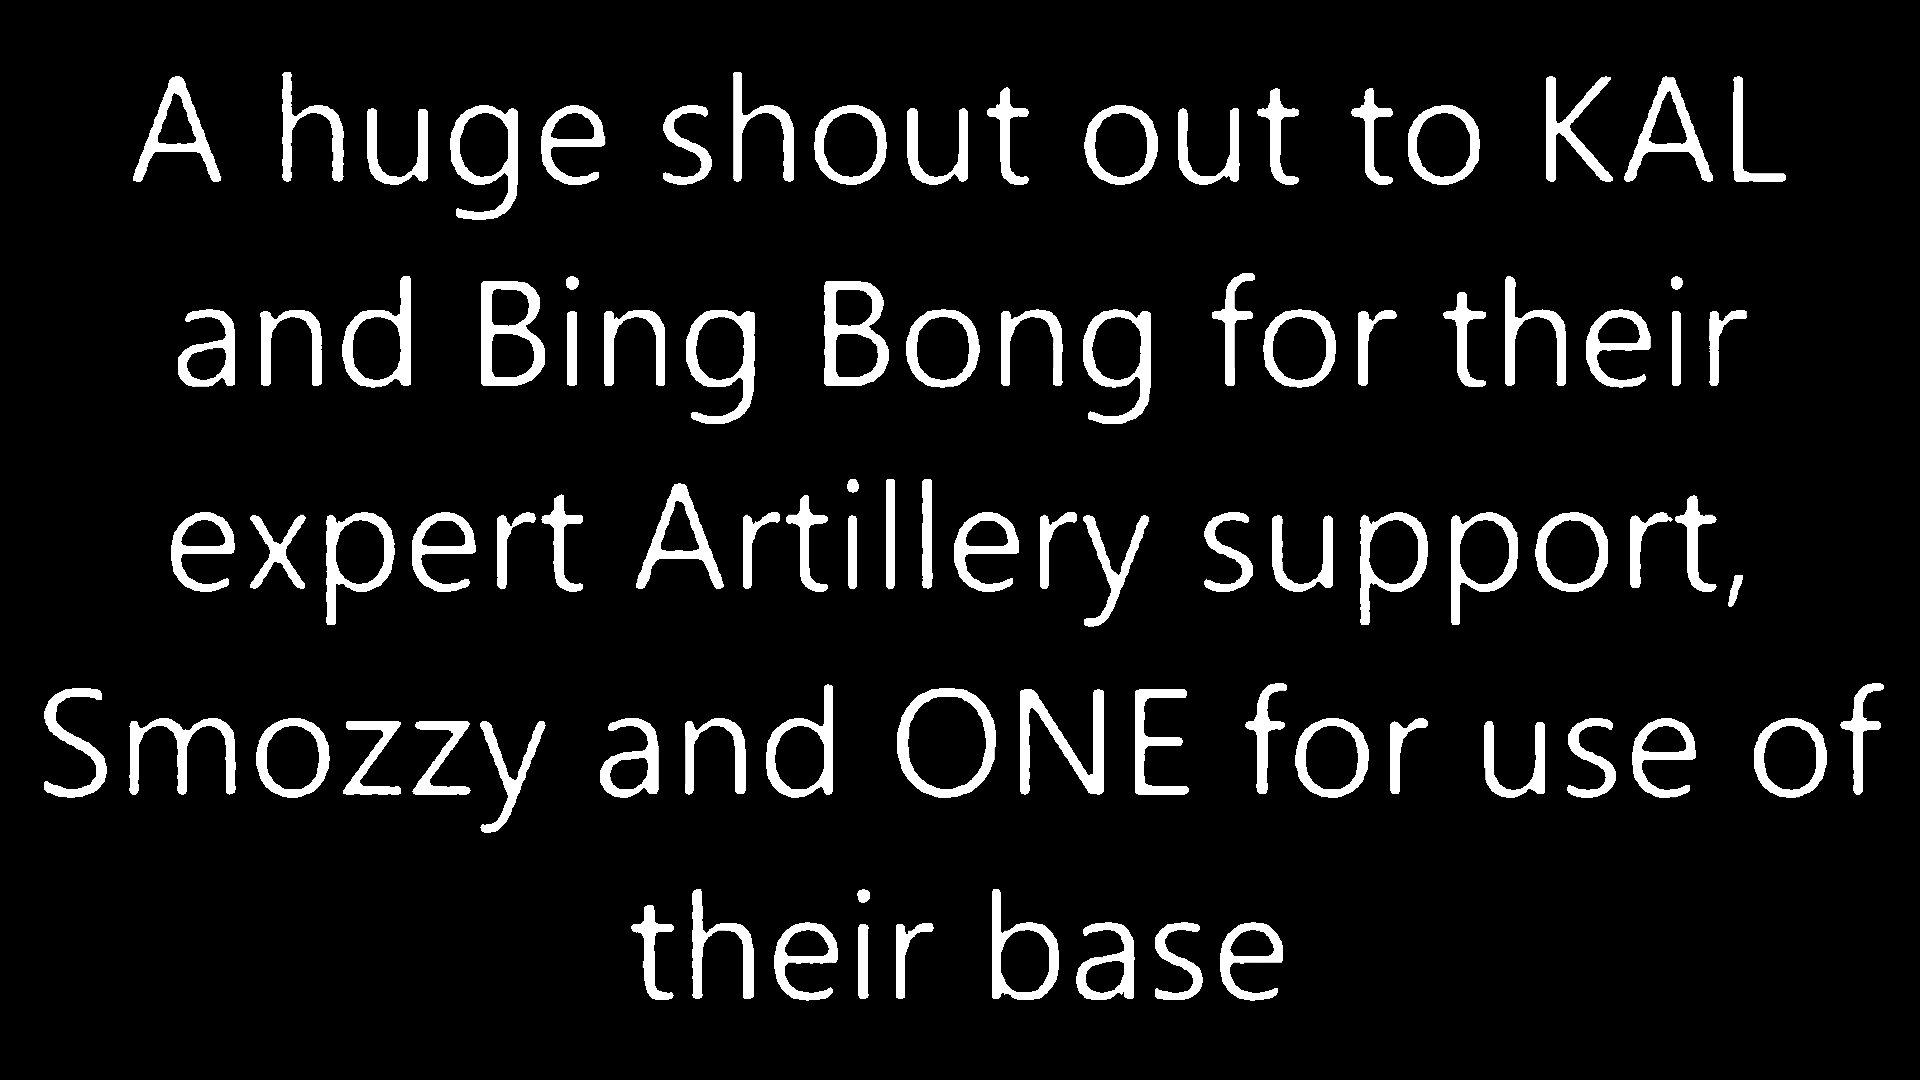 A huge shout out to KAL
and Bing Bong for their
expert Artillery support,
Smozzy and ONE for use of
their base